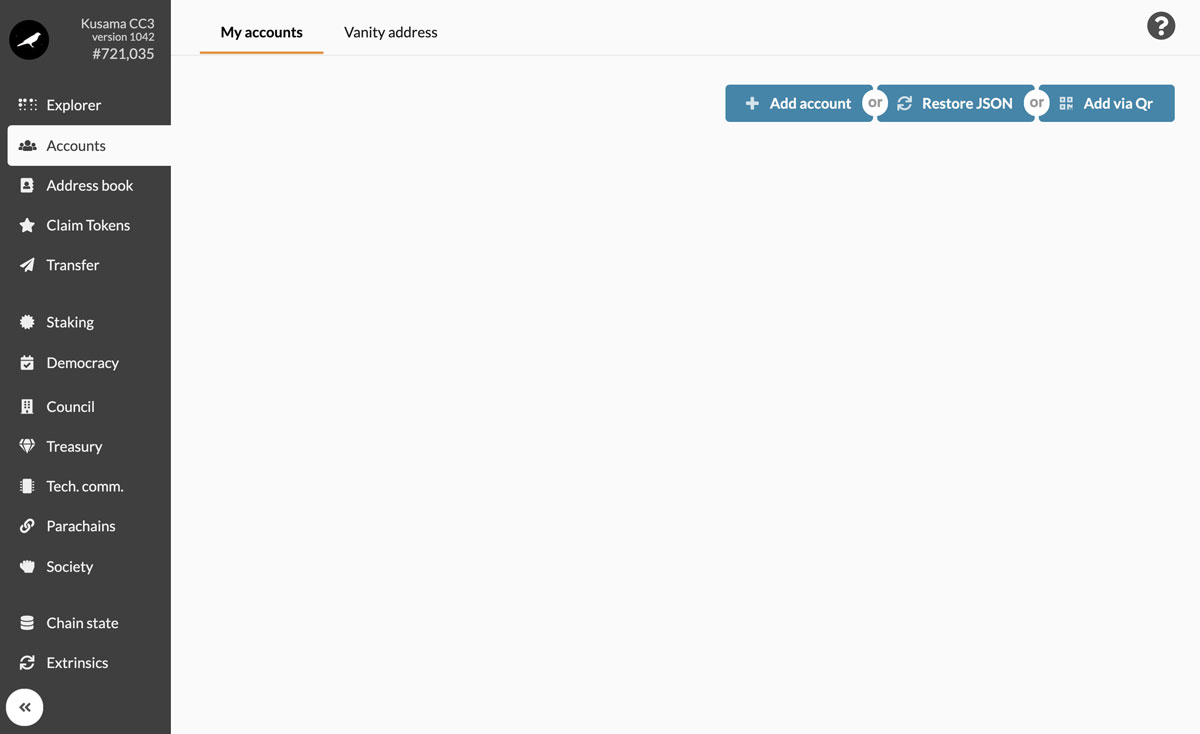 Kusama CC3
version 1042
#721,035
Explorer
Accounts
Address book
Claim Tokens
Transfer
Staking
Democracy
Council
Treasury
Tech. comm.
Parachains
Society
Chain state
Extrinsics
My accounts
Vanity address
?
Add account or Restore JSON or Add via Qr